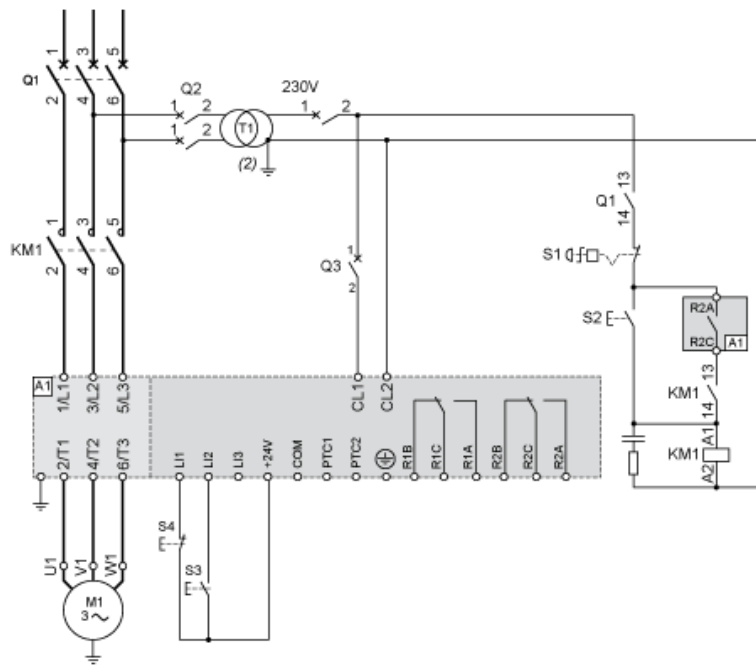 1 3 5
Q1
2 4 6
Q2 230V
1 2 1 2
1 2
T1
(2)
13
Q1
14
1 3 5
KM1
2 4 6
1
Q3
2
S1
S2
R2A
R2C A1
13
KM1
14
A1
KM1
A2
A1
1/L1 3/L2 5/L3 CL1 CL2
2/T1 4/T2 6/T3 LI1 LI2 LI3 +24V COM PTC1 PTC2 R1B R1C R1A R2B R2C R2A
S4
S3
U1 V1 W1
M1
3